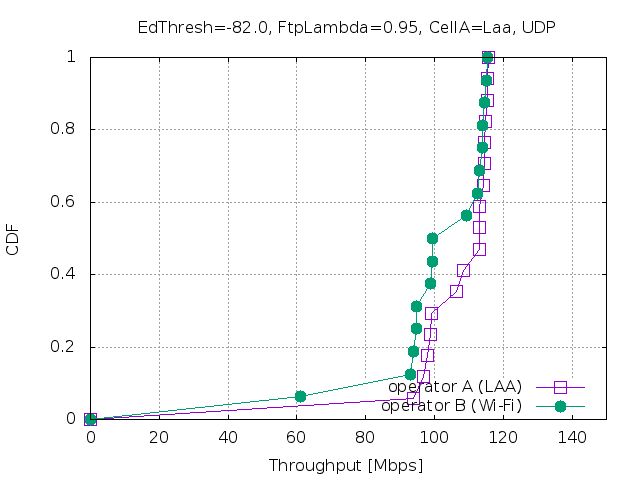 EdThresh=-82.0, FtpLambda=0.95, CellA=Laa, UDP
1
0.8
0.6
0.4
0.2
0
CDF
operator A (LAA)
operator B (Wi-Fi)
0 20 40 60 80 100 120 140
Throughput [Mbps]